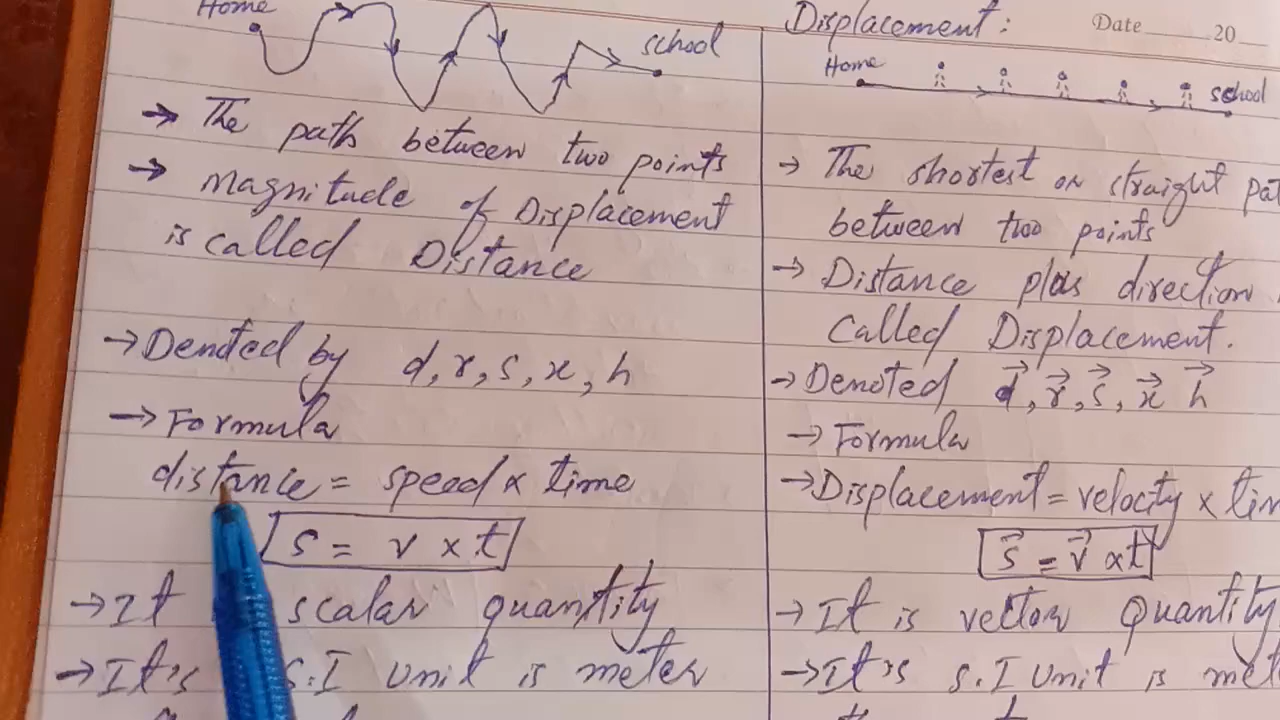 Home
school
→ The path between two points
→ magnitude of Displacement
is called Distance
→ Denoted by d, r, s, x, h
→ Formula
distance = speed × time
s = v × t
→ It scalar quantity
→ It's S.I unit is meter
Displacement:
Date 20
Home
school
→ The shortest or straight
between two points
→ Distance plus direction
Called Displacement.
→ Denoted d⃗, r⃗, s⃗, x⃗ h⃗
→ Formula
→ Displacement = velocity ×
s⃗ = v⃗ × t
→ It is vector Quantity
→ It's S.I unit is